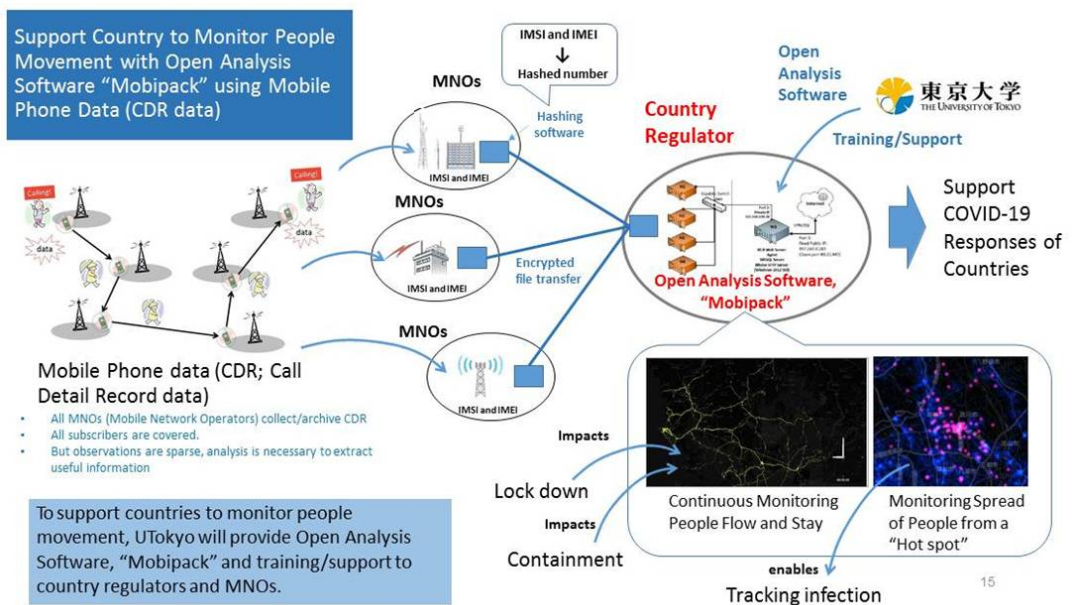 Support Country to Monitor People
Movement with Open Analysis
Software “Mobipack” using Mobile
Phone Data (CDR data)
IMSI and IMEI
Hashed number
MNOs
Hashing
software
IMSI and IMEI
MNOs
IMSI and IMEI
Encrypted
file transfer
MNOs
IMSI and IMEI
Country
Regulator
Open
Analysis
Software
東京大学
THE UNIVERSITY OF TOKYO
Training/Support
Internet
Open Analysis Software,
“Mobipack”
Support
COVID-19
Responses of
Countries
Calling!
data
Calling!
data
Mobile Phone data (CDR; Call
Detail Record data)
• All MNOs (Mobile Network Operators) collect/archive CDR
• All subscribers are covered.
• But observations are sparse, analysis is necessary to extract
useful information
To support countries to monitor people
movement, UTokyo will provide Open Analysis
Software, “Mobipack” and training/support to
country regulators and MNOs.
Impacts
Lock down
Impacts
Containment
Continuous Monitoring
People Flow and Stay
Monitoring Spread
of People from a
“Hot spot”
enables
Tracking infection
15